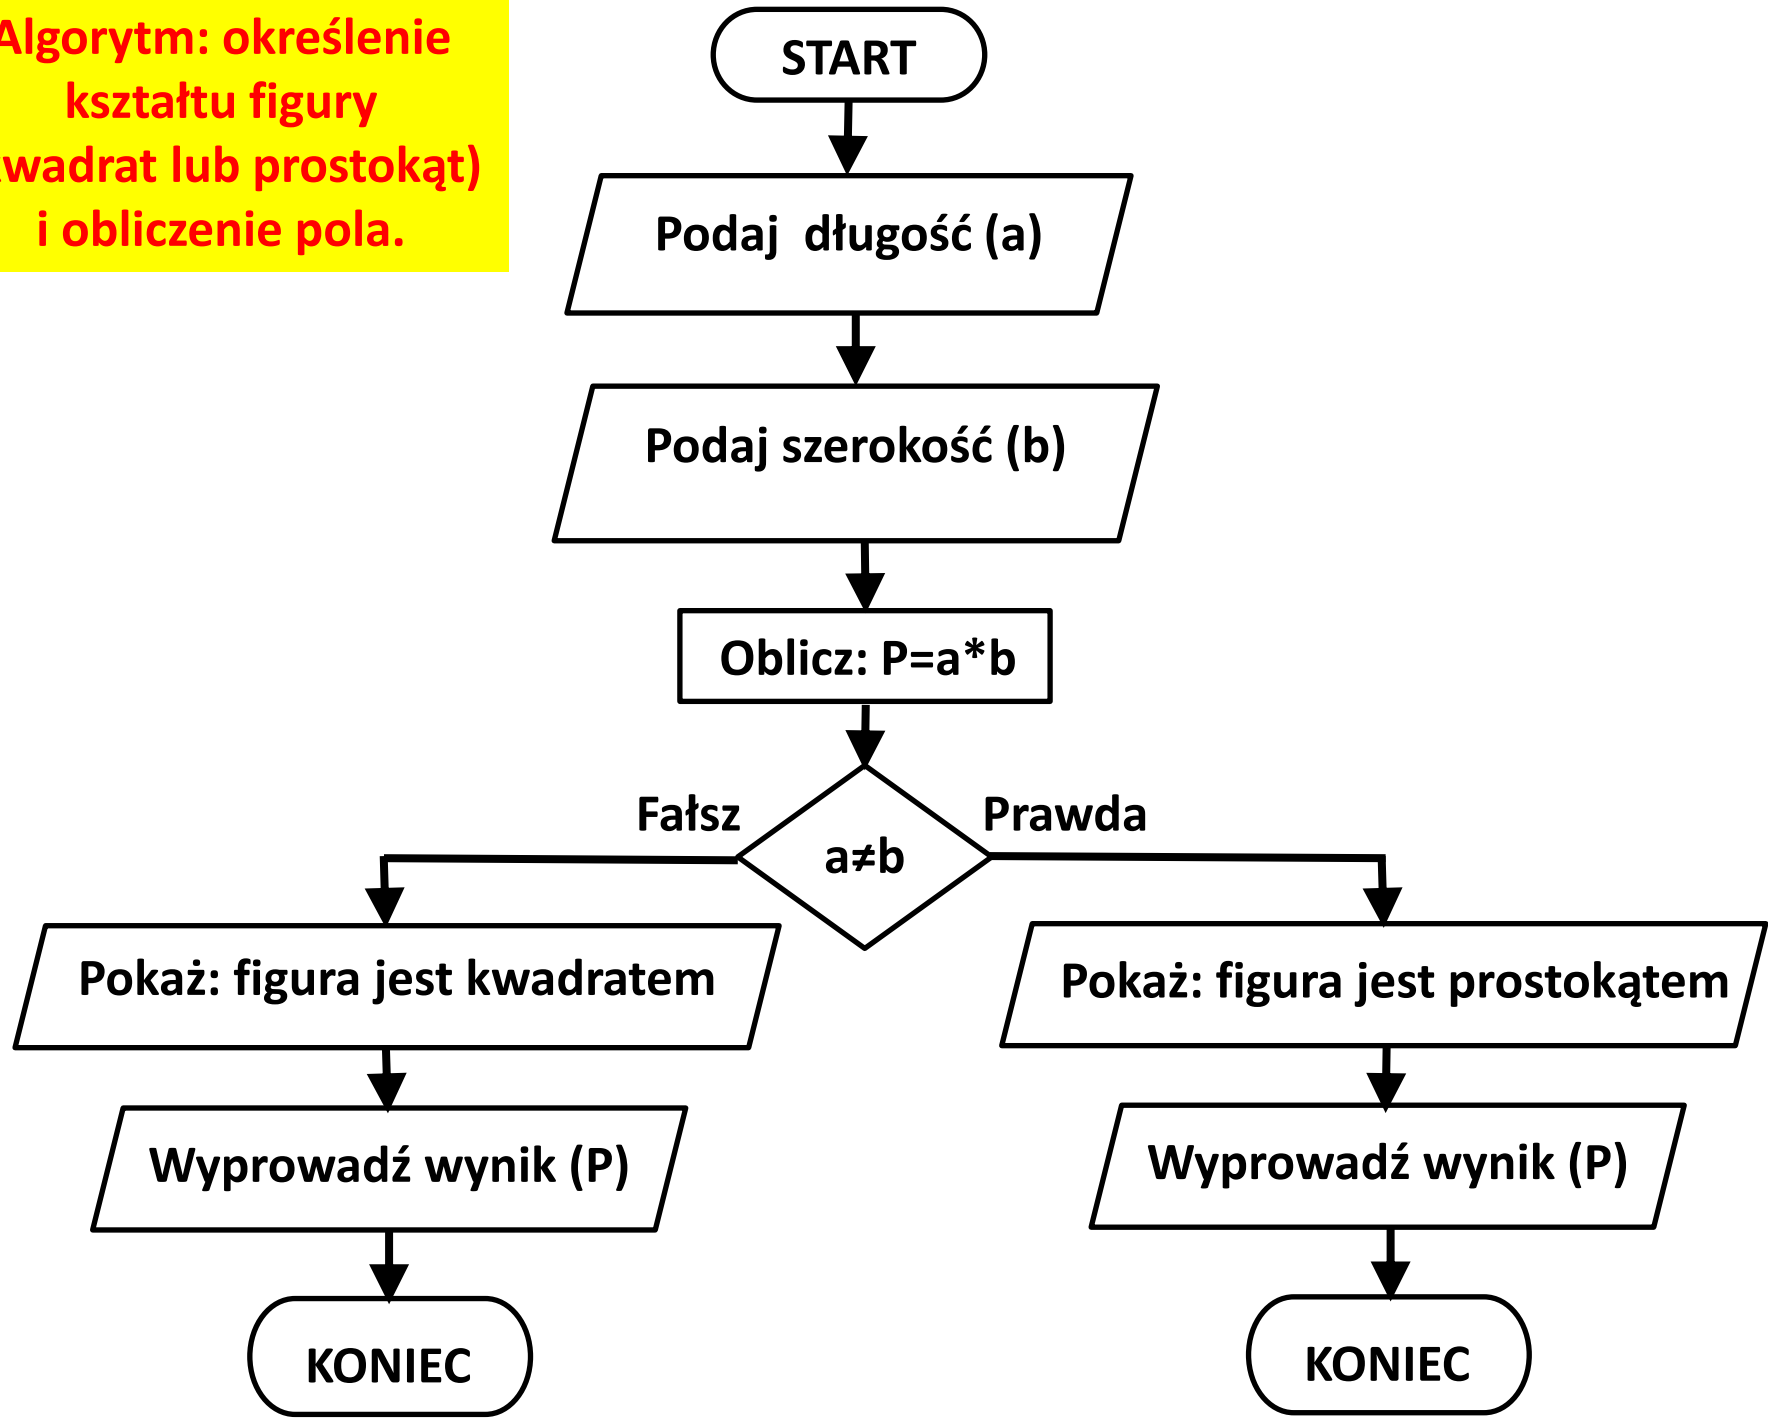 Algorytm: określenie
kształtu figury
kwadrat lub prostokąt)
i obliczenie pola.
START
Podaj długość (a)
Podaj szerokość (b)
Oblicz: P=a*b
Fałsz
Prawda
a≠b
Pokaż: figura jest kwadratem
Pokaż: figura jest prostokątem
Wyprowadź wynik (P)
Wyprowadź wynik (P)
KONIEC
KONIEC